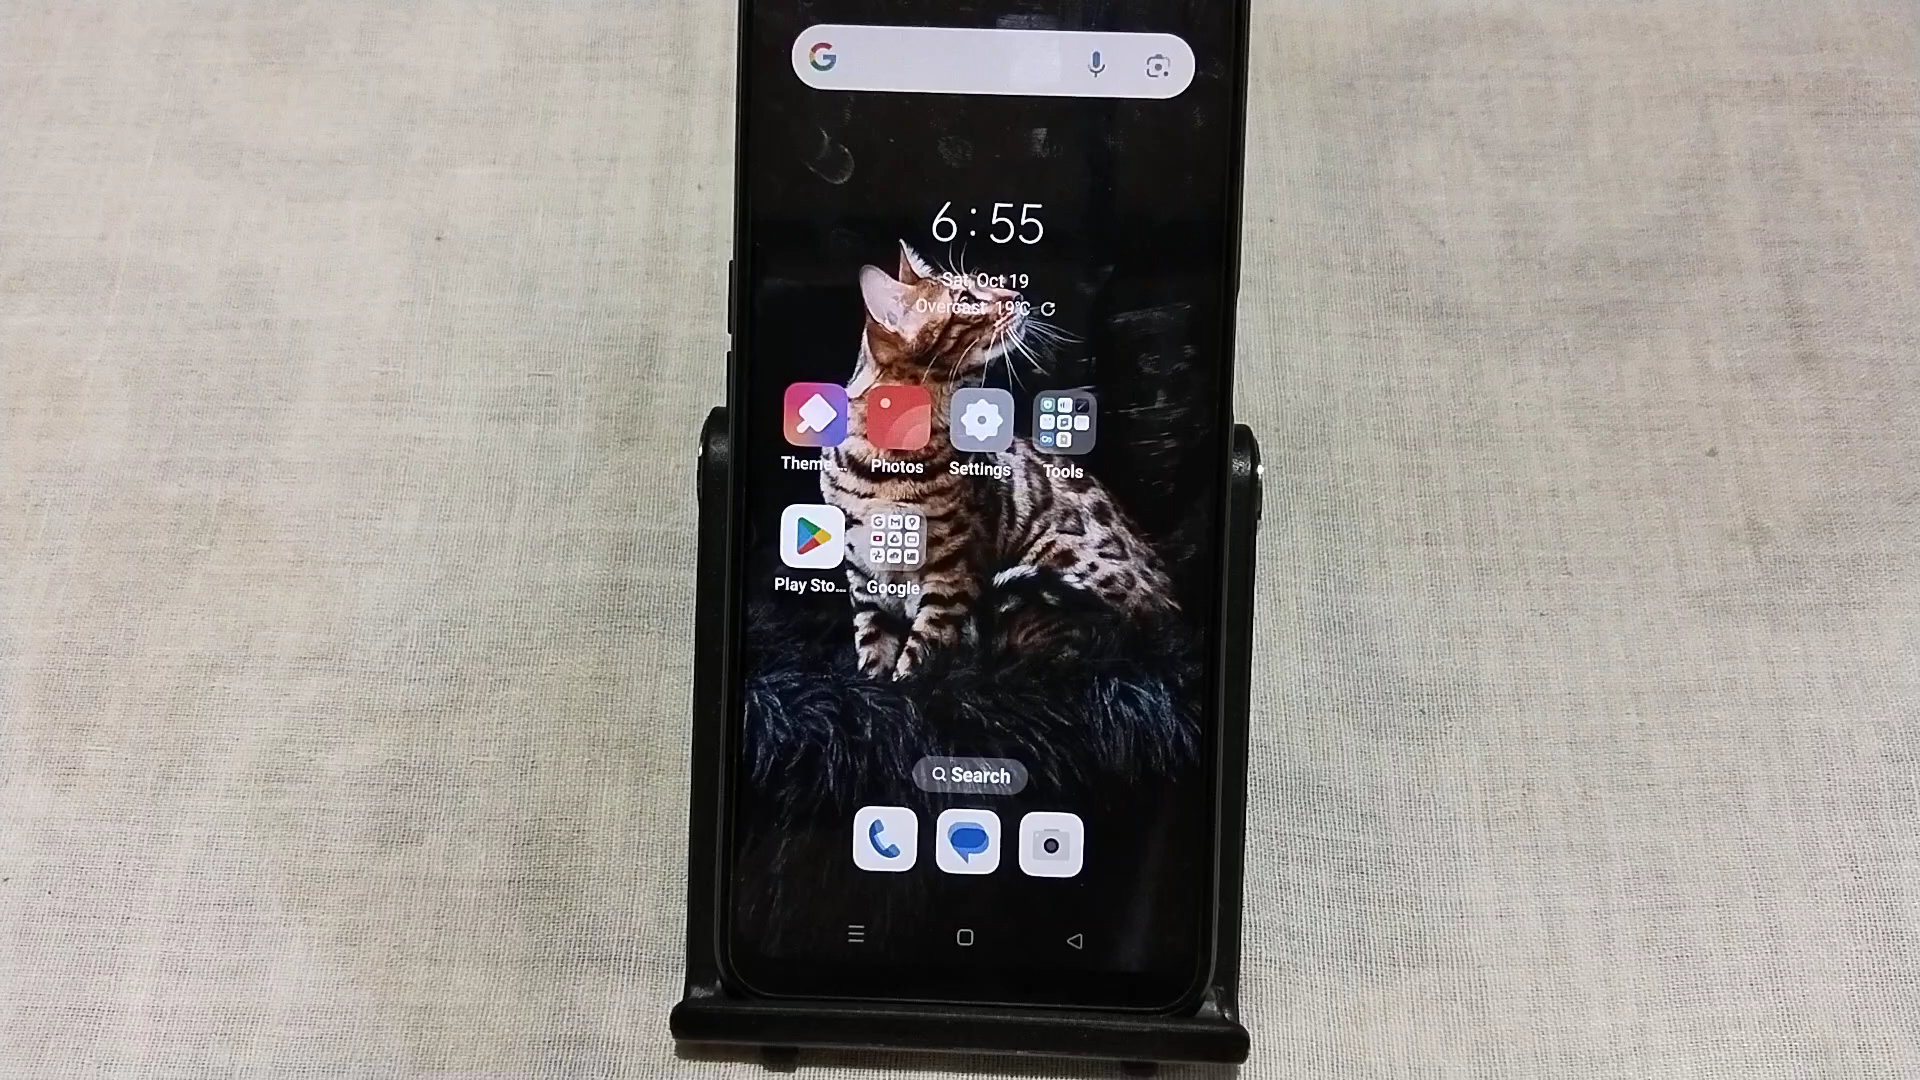 6:55
Sat, Oct 19
Overcast 19°C
Theme ...
Photos
Settings
Tools
Play Sto...
Google
Search